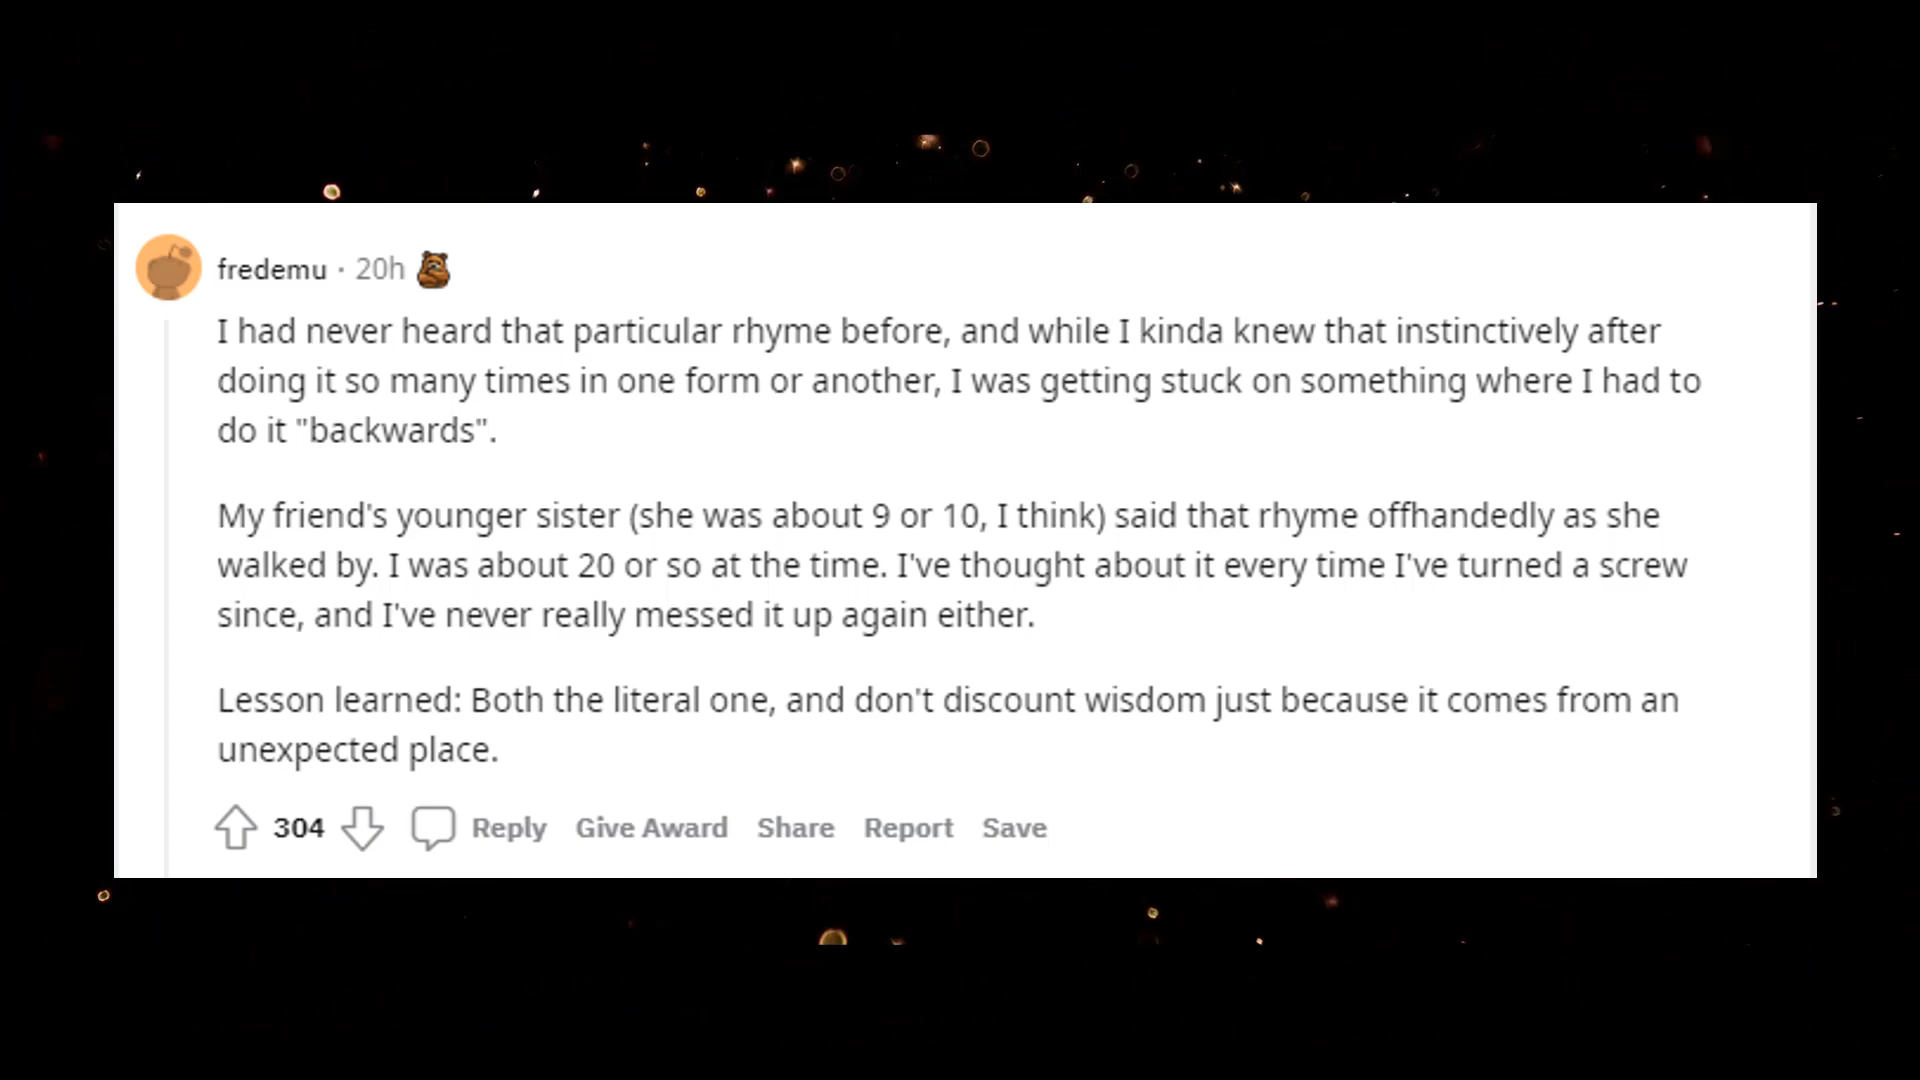 fredemu · 20h
I had never heard that particular rhyme before, and while I kinda knew that instinctively after
doing it so many times in one form or another, I was getting stuck on something where I had to
do it "backwards".
My friend's younger sister (she was about 9 or 10, I think) said that rhyme offhandedly as she
walked by. I was about 20 or so at the time. I've thought about it every time I've turned a screw
since, and I've never really messed it up again either.
Lesson learned: Both the literal one, and don't discount wisdom just because it comes from an
unexpected place.
304 Reply Give Award Share Report Save